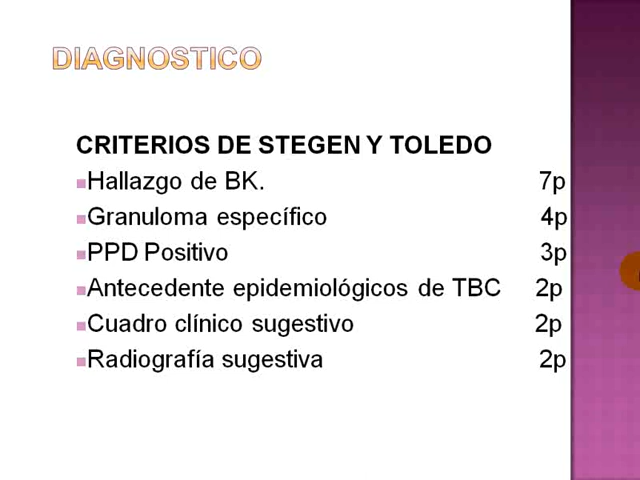 DIAGNOSTICO
CRITERIOS DE STEGEN Y TOLEDO
Hallazgo de BK. 7p
Granuloma específico 4p
PPD Positivo 3p
Antecedente epidemiológicos de TBC 2p
Cuadro clínico sugestivo 2p
Radiografía sugestiva 2p